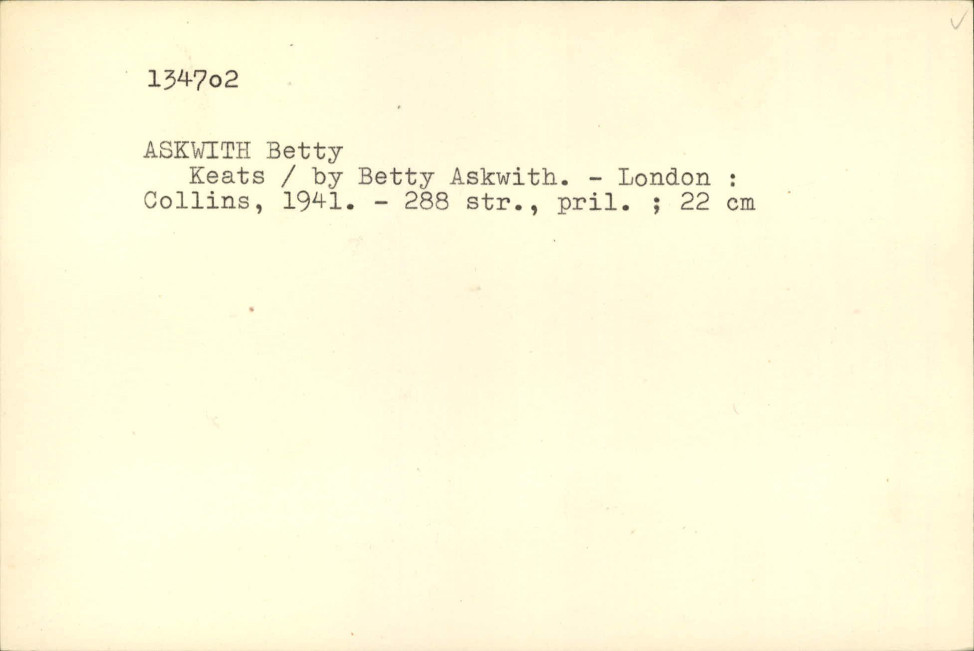 134702
ASKWITH Betty
Keats / by Betty Askwith. - London :
Collins, 1941. - 288 str., pril. ; 22 cm